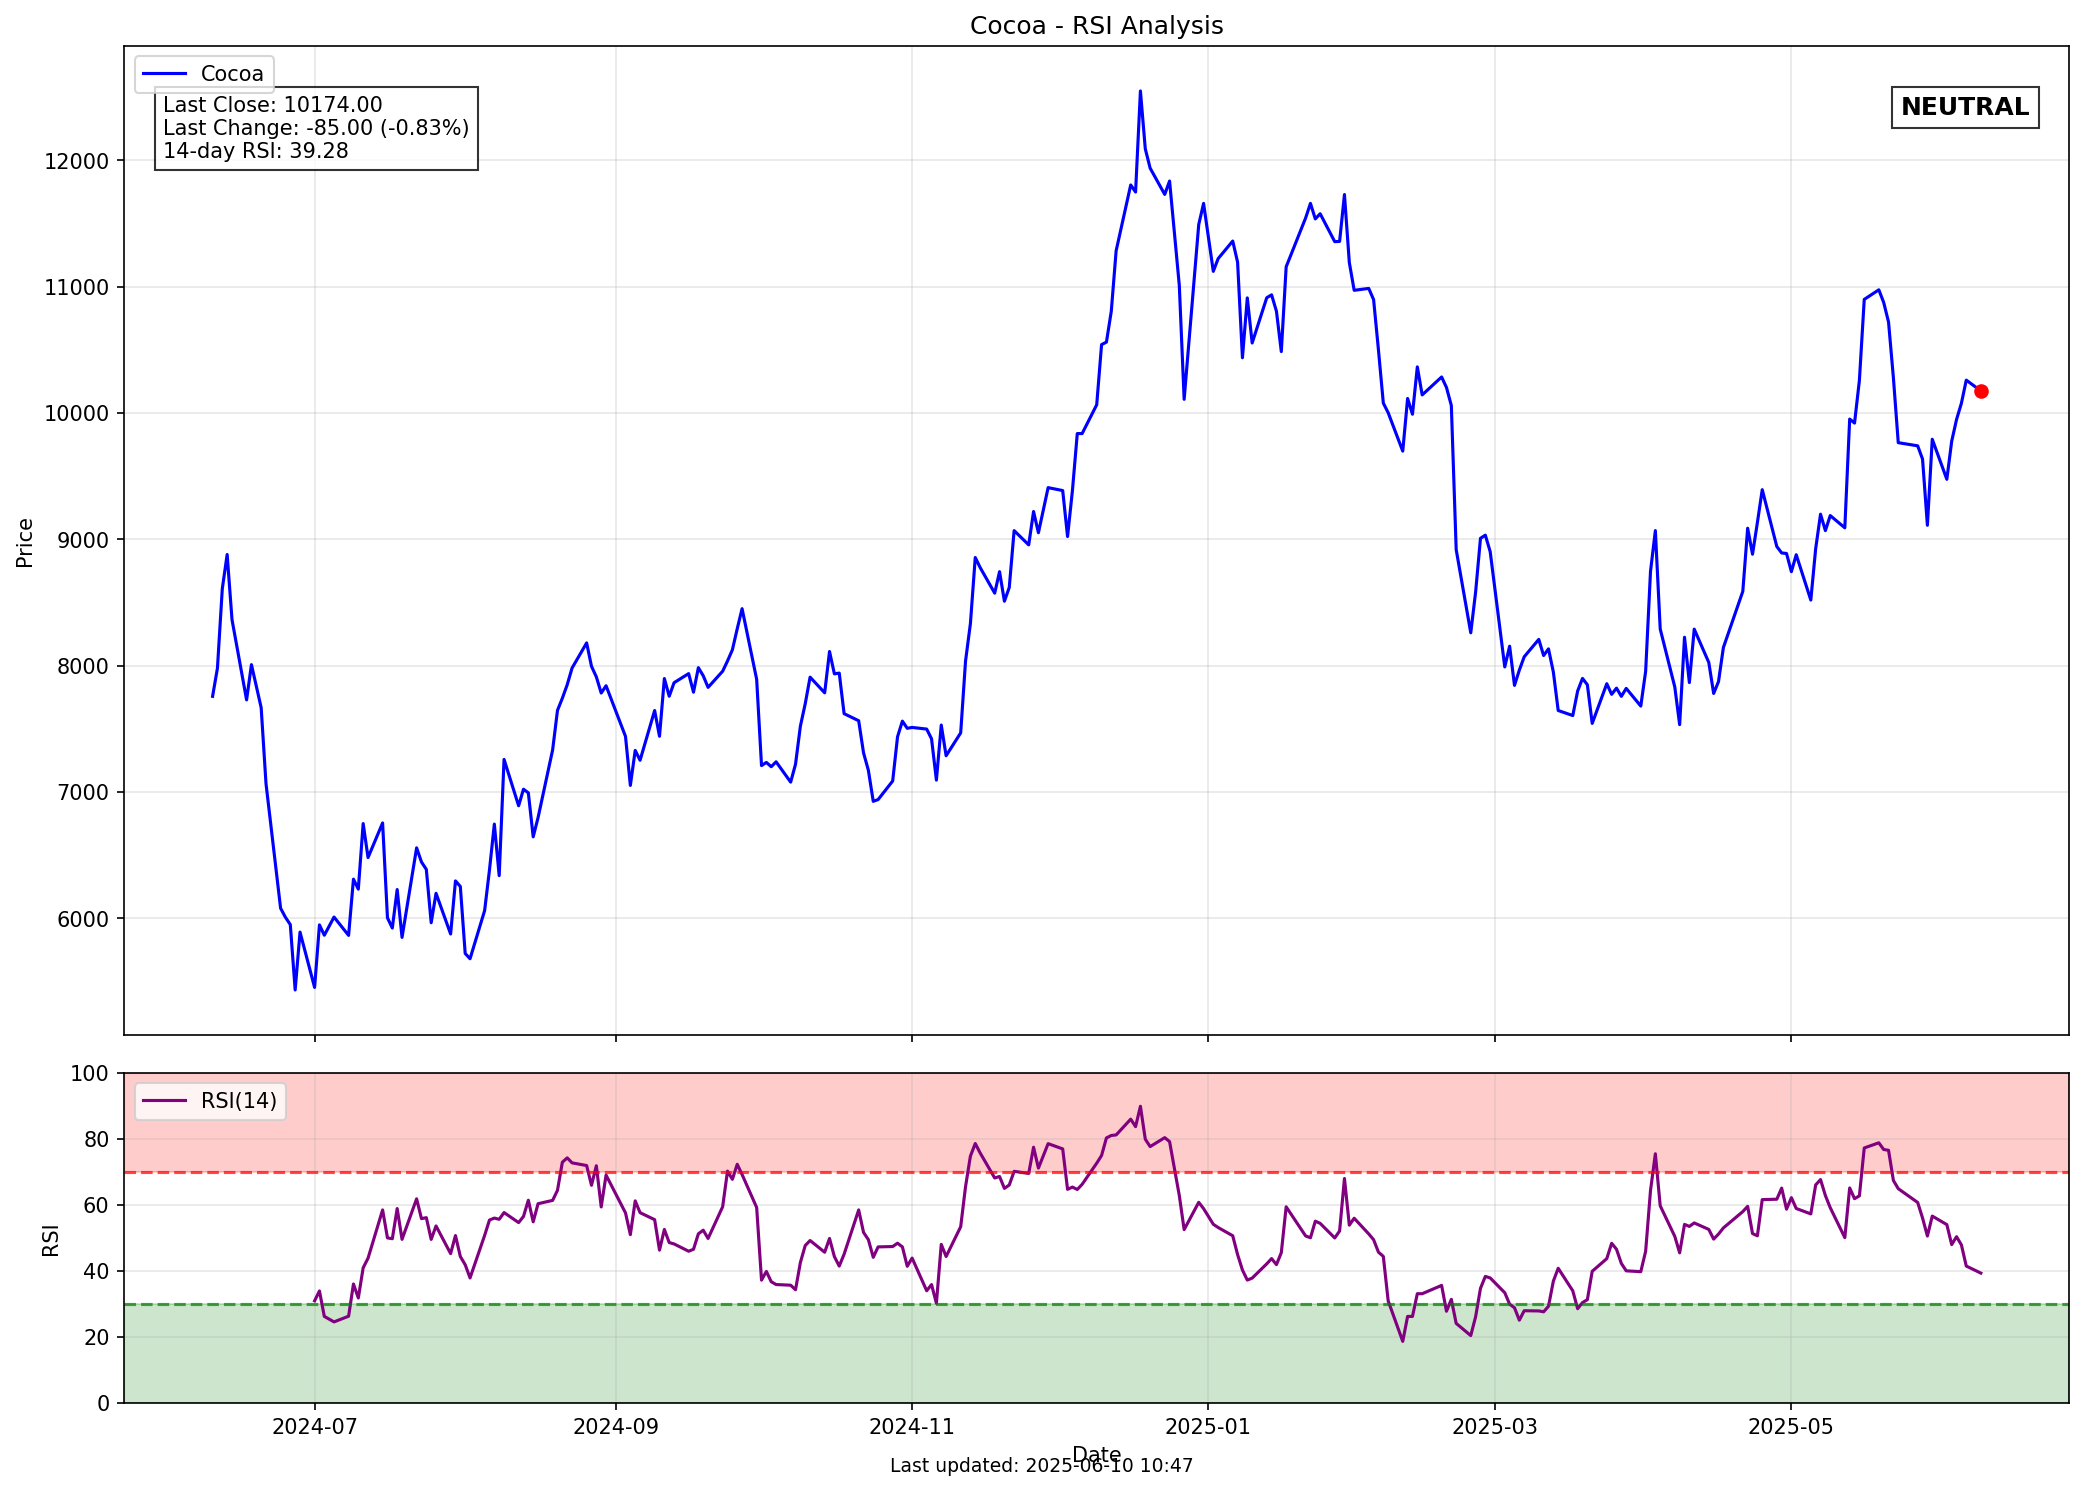 Cocoa - RSI Analysis
Cocoa
Last Close: 10174.00
Last Change: -85.00 (-0.83%)
14-day RSI: 39.28
NEUTRAL
12000
11000
10000
9000
8000
7000
6000
Price
RSI(14)
100
80
60
40
20
0
RSI
2024-07
2024-09
2024-11
2025-01
2025-03
2025-05
Date
Last updated: 2025-06-10 10:47